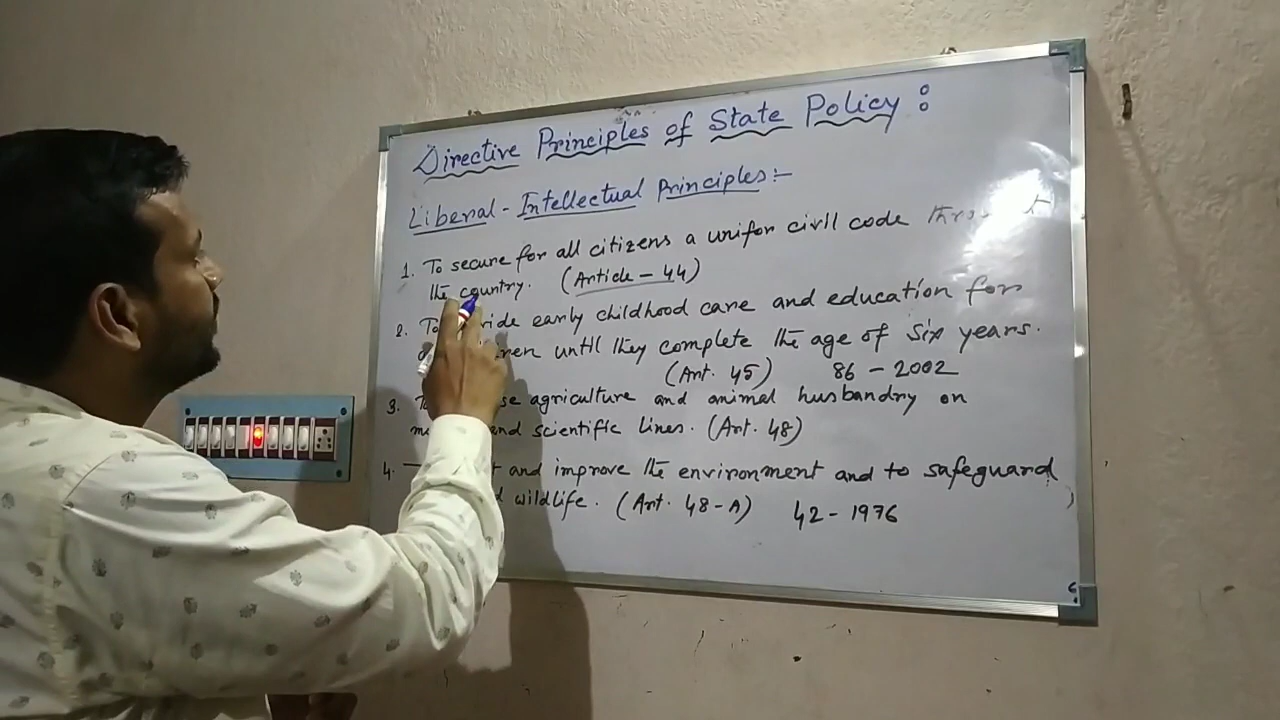 Directive Principles of State Policy :
Liberal - Intellectual Principles :-
1. To secure for all citizens a unifor civil code
the country. (Article - 44)
2. To early childhood care and education for
until they complete the age of six years.
(Art. 45) 86 - 2002
3. agriculture and animal husbandry on
scientific lines. (Art. 48)
4. and improve the environment and to safeguard
wildlife. (Art. 48-A) 42 - 1976